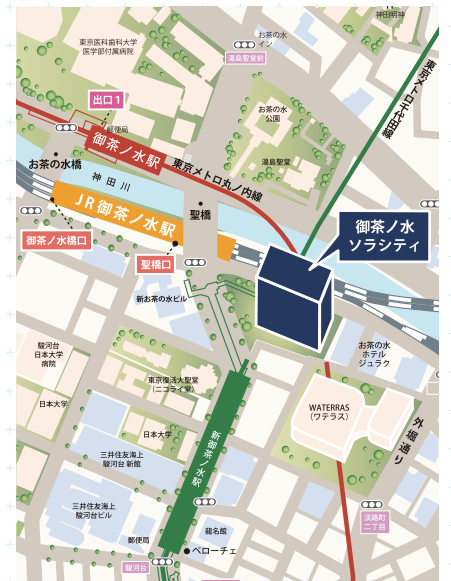 神田明神
東京医科歯科大学
医学部付属病院
お茶の水
イン
湯島聖堂前
東京メトロ千代田線
出口1
郵便局
お茶の水
公園
御茶ノ水駅
湯島聖堂
お茶の水橋
東京メトロ丸ノ内線
神田川
JR御茶ノ水駅
聖橋
御茶ノ水
ソラシティ
御茶ノ水橋口
聖橋口
新お茶の水ビル
お茶の水
ホテル
ジュラク
駿河台
日本大学
病院
東京復活大聖堂
(ニコライ堂)
日本大学
WATERRAS
(ワテラス)
外堀通り
日本大学
新御茶ノ水駅
三井住友海上
駿河台 新館
三井住友海上
駿河台ビル
淡路町
二丁目
郵便局
龍名館
ベローチェ
駿河台